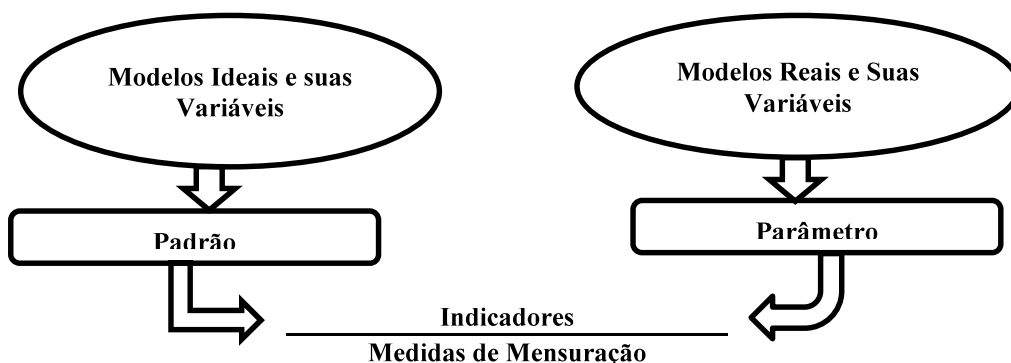 Modelos Ideais e suas
Variáveis
Modelos Reais e Suas
Variáveis
Padrão
Parâmetro
Indicadores
Medidas de Mensuração